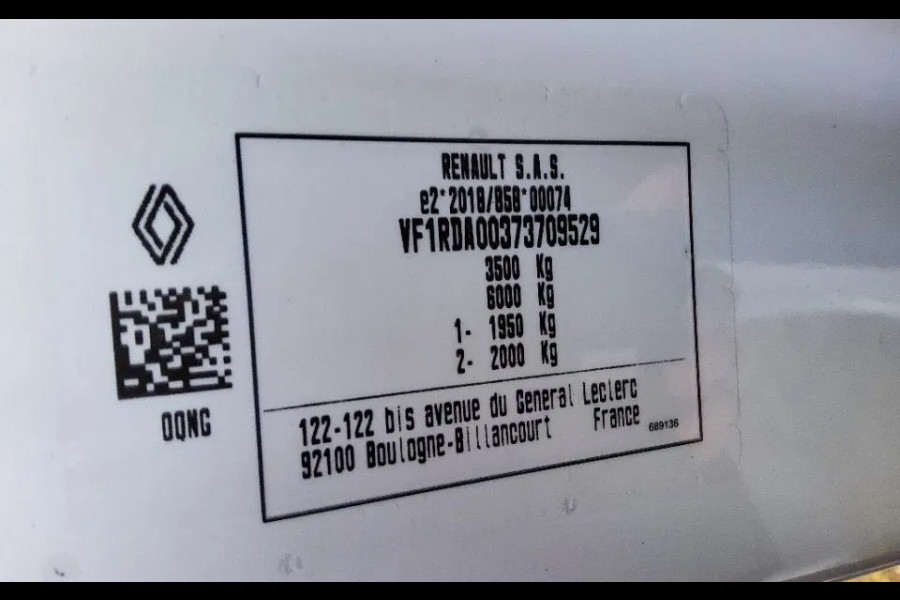 RENAULT S.A.S.
e2*2018/858*00074
VF1RDA00373709529
3500 Kg
6000 Kg
1- 1950 Kg
2- 2000 Kg
0QNG
122-122 bis avenue du General Leclerc
92100 Boulogne-Billancourt France
689136